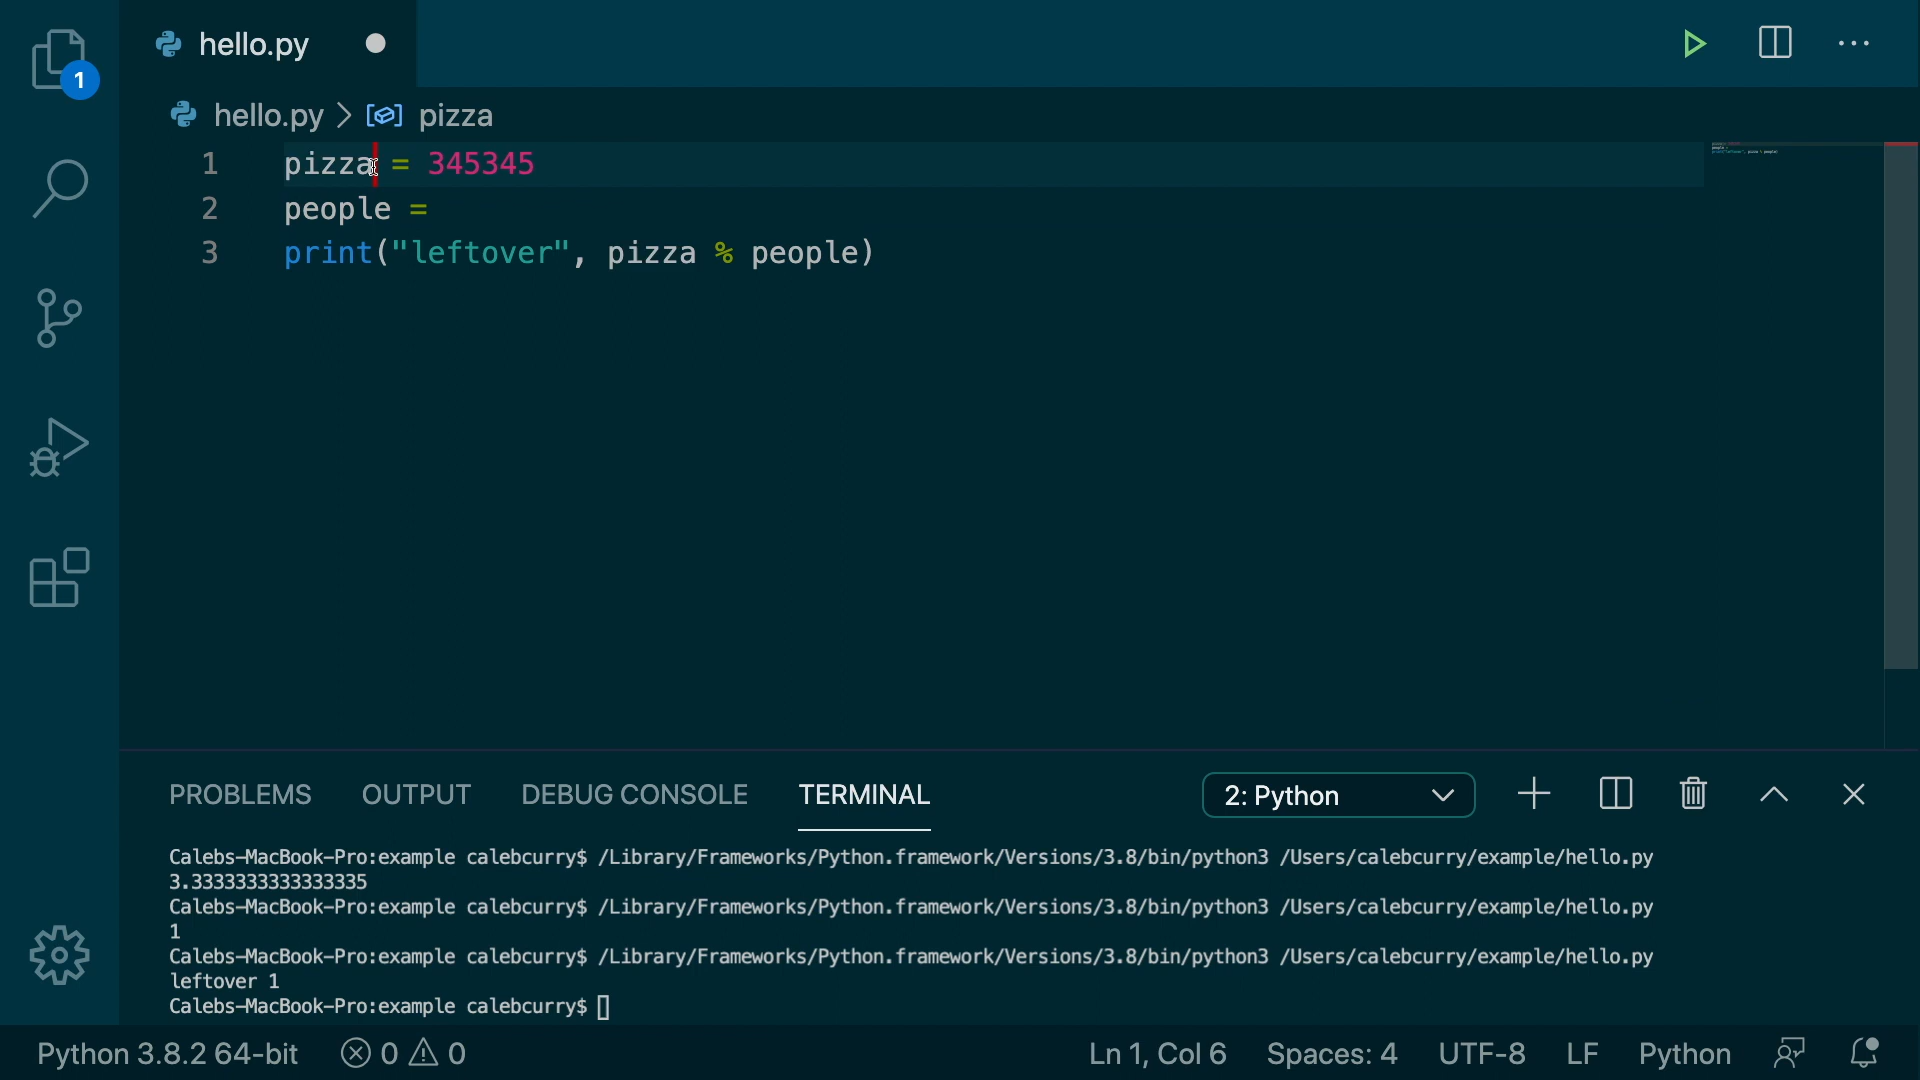 hello.py
1
hello.py > pizza
1 pizza = 345345
2 people =
3 print("leftover", pizza % people)
PROBLEMS OUTPUT DEBUG CONSOLE TERMINAL 2: Python
Calebs-MacBook-Pro:example calebcurry$ /Library/Frameworks/Python.framework/Versions/3.8/bin/python3 /Users/calebcurry/example/hello.py
3.3333333333333335
Calebs-MacBook-Pro:example calebcurry$ /Library/Frameworks/Python.framework/Versions/3.8/bin/python3 /Users/calebcurry/example/hello.py
1
Calebs-MacBook-Pro:example calebcurry$ /Library/Frameworks/Python.framework/Versions/3.8/bin/python3 /Users/calebcurry/example/hello.py
leftover 1
Calebs-MacBook-Pro:example calebcurry$
Python 3.8.2 64-bit 0 0 Ln 1, Col 6 Spaces: 4 UTF-8 LF Python